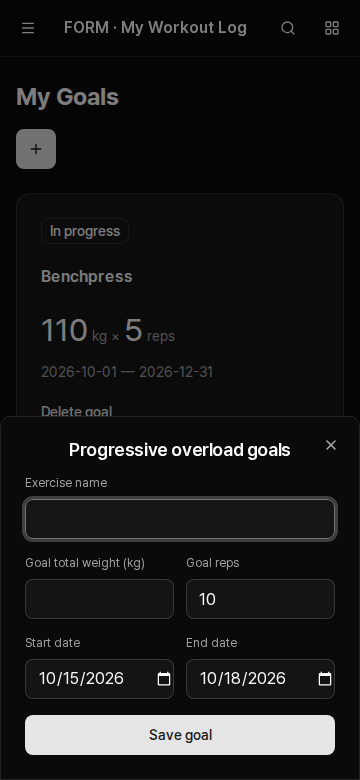 FORM · My Workout Log
My Goals
In progress
Benchpress
110 kg × 5 reps
2026-10-01 — 2026-12-31
Delete goal
Progressive overload goals
Exercise name
Goal total weight (kg)
Goal reps
10
Start date
End date
10/15/2026
10/18/2026
Save goal